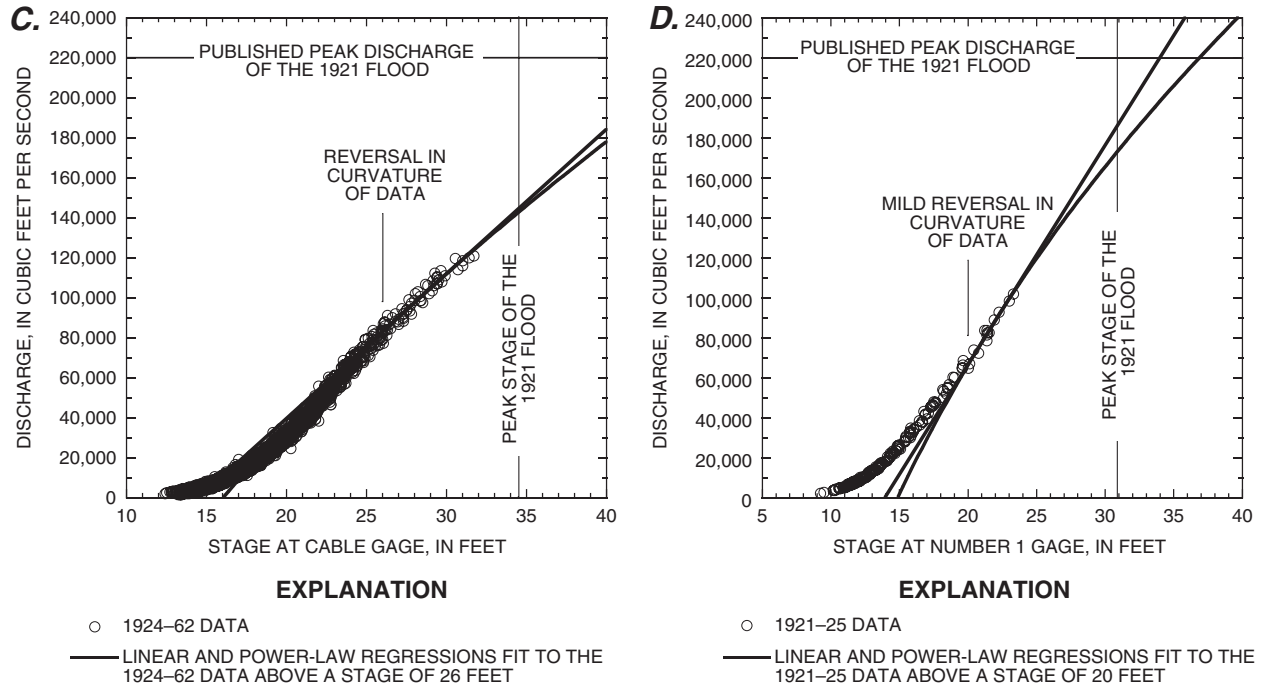 C.
240,000
220,000
200,000
180,000
160,000
140,000
120,000
100,000
80,000
60,000
40,000
20,000
0
DISCHARGE, IN CUBIC FEET PER SECOND
PUBLISHED PEAK DISCHARGE
OF THE 1921 FLOOD
REVERSAL IN
CURVATURE
OF DATA
PEAK STAGE OF THE
1921 FLOOD
10 15 20 25 30 35 40
STAGE AT CABLE GAGE, IN FEET
EXPLANATION
1924–62 DATA
LINEAR AND POWER-LAW REGRESSIONS FIT TO THE
1924–62 DATA ABOVE A STAGE OF 26 FEET
D.
240,000
220,000
200,000
180,000
160,000
140,000
120,000
100,000
80,000
60,000
40,000
20,000
0
DISCHARGE, IN CUBIC FEET PER SECOND
PUBLISHED PEAK DISCHARGE
OF THE 1921 FLOOD
MILD REVERSAL IN
CURVATURE
OF DATA
PEAK STAGE OF THE
1921 FLOOD
5 10 15 20 25 30 35 40
STAGE AT NUMBER 1 GAGE, IN FEET
EXPLANATION
1921–25 DATA
LINEAR AND POWER-LAW REGRESSIONS FIT TO THE
1921–25 DATA ABOVE A STAGE OF 20 FEET